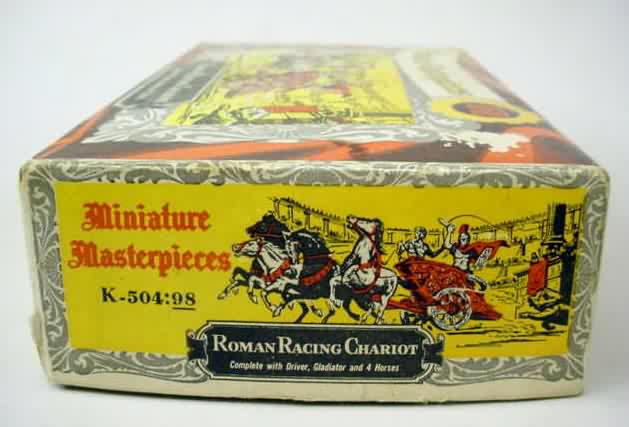 Miniature
Masterpieces
K-504:98
ROMAN RACING CHARIOT
Complete with Driver, Gladiator and 4 Horses